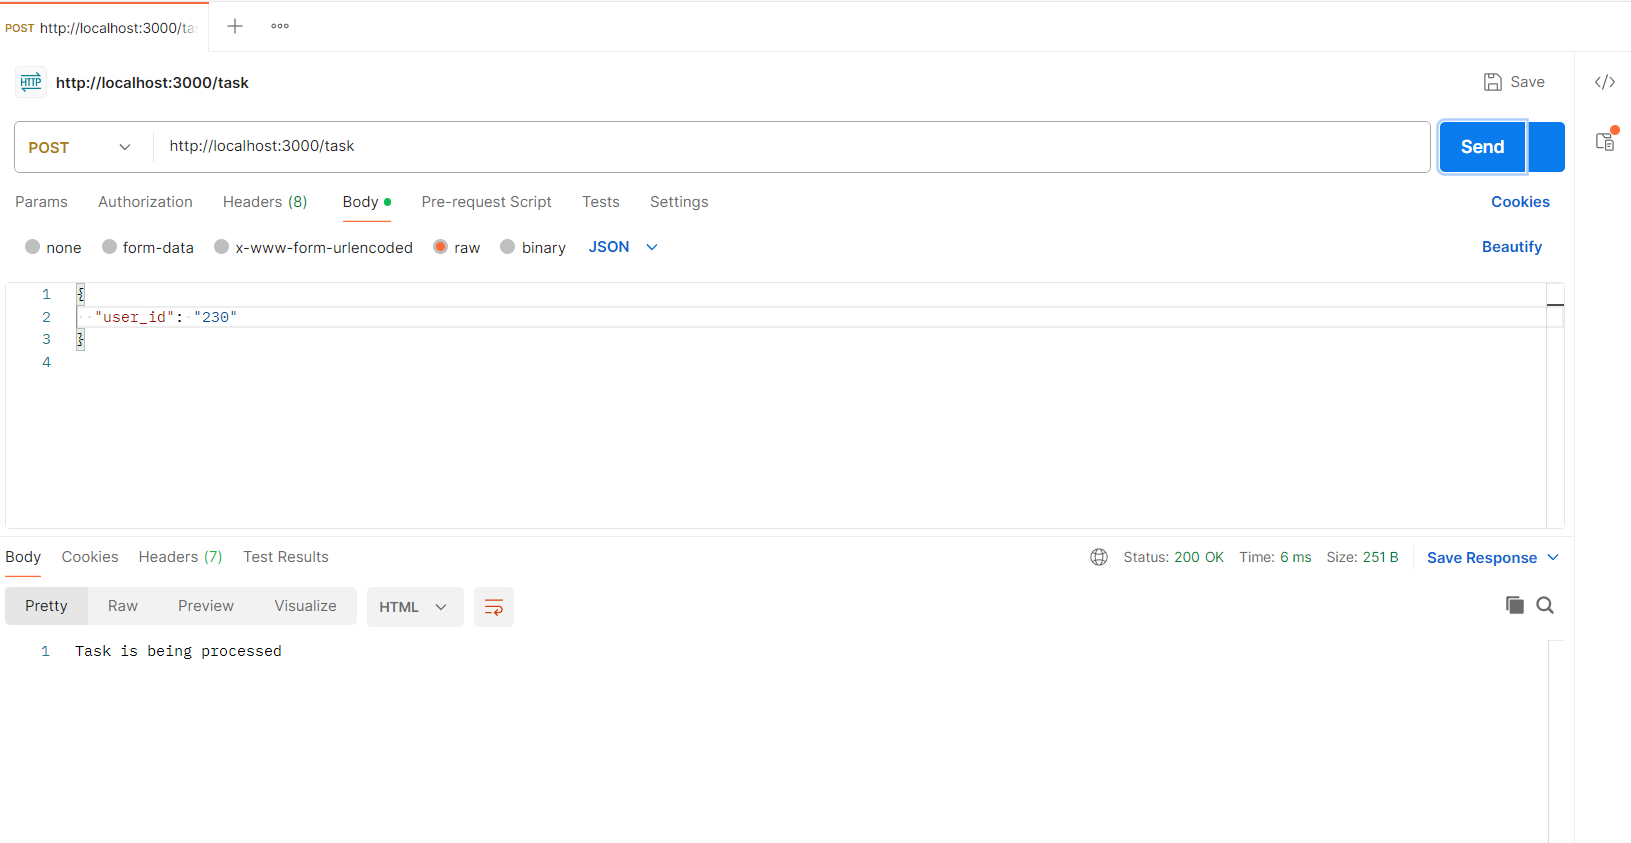 POST http://localhost:3000/ta
HTTP http://localhost:3000/task
Save
</>
POST http://localhost:3000/task
Send
Params Authorization Headers (8) Body Pre-request Script Tests Settings Cookies
none form-data x-www-form-urlencoded raw binary JSON Beautify
1 {
2 "user_id": "230"
3 }
4
Body Cookies Headers (7) Test Results Status: 200 OK Time: 6 ms Size: 251 B Save Response
Pretty Raw Preview Visualize HTML
1 Task is being processed